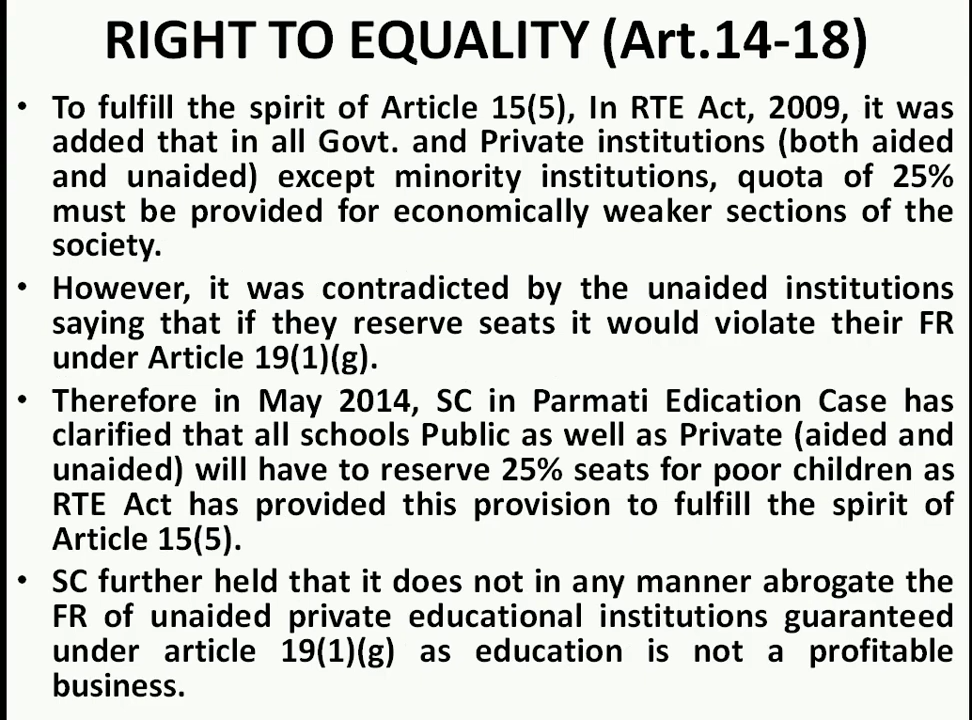 RIGHT TO EQUALITY (Art.14-18)
• To fulfill the spirit of Article 15(5), In RTE Act, 2009, it was
added that in all Govt. and Private institutions (both aided
and unaided) except minority institutions, quota of 25%
must be provided for economically weaker sections of the
society.
• However, it was contradicted by the unaided institutions
saying that if they reserve seats it would violate their FR
under Article 19(1)(g).
• Therefore in May 2014, SC in Parmati Edication Case has
clarified that all schools Public as well as Private (aided and
unaided) will have to reserve 25% seats for poor children as
RTE Act has provided this provision to fulfill the spirit of
Article 15(5).
• SC further held that it does not in any manner abrogate the
FR of unaided private educational institutions guaranteed
under article 19(1)(g) as education is not a profitable
business.